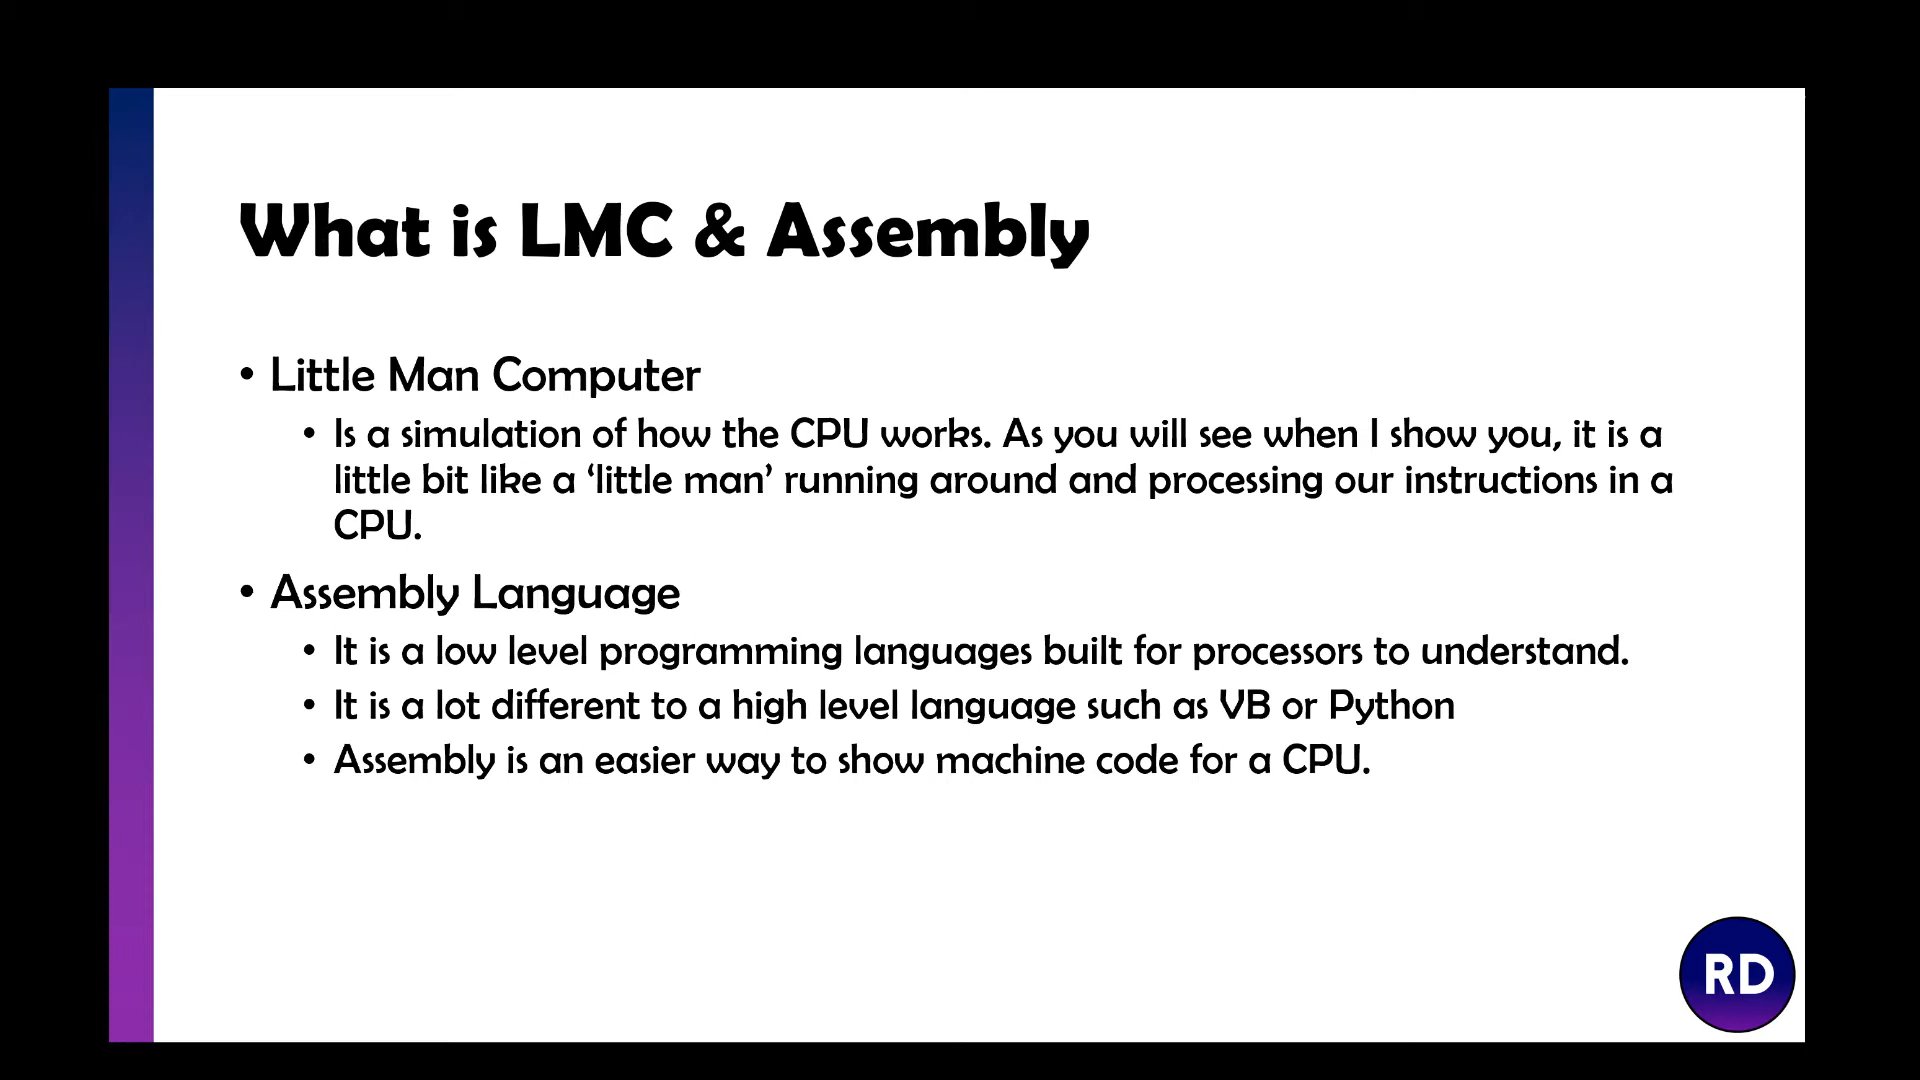 What is LMC & Assembly
• Little Man Computer
• Is a simulation of how the CPU works. As you will see when I show you, it is a
little bit like a ‘little man’ running around and processing our instructions in a
CPU.
• Assembly Language
• It is a low level programming languages built for processors to understand.
• It is a lot different to a high level language such as VB or Python
• Assembly is an easier way to show machine code for a CPU.
RD